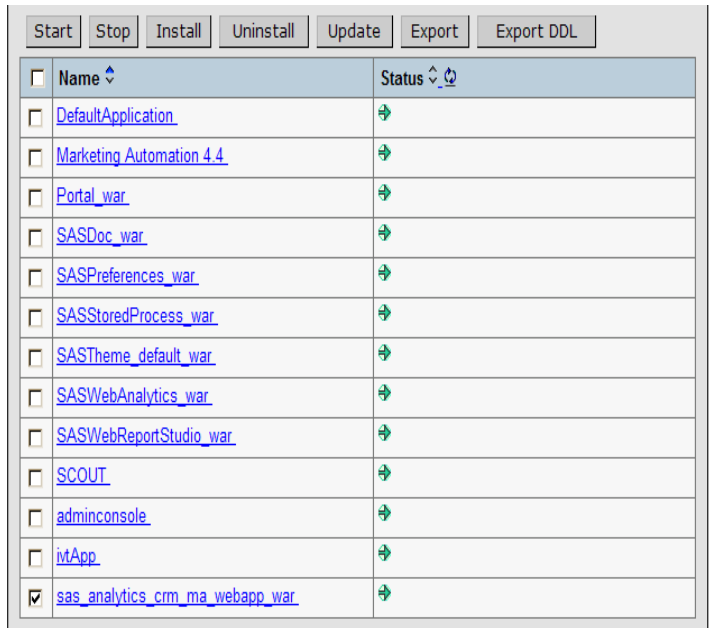 Start Stop Install Uninstall Update Export Export DDL
Name Status
DefaultApplication
Marketing Automation 4.4
Portal_war
SASDoc_war
SASPreferences_war
SASStoredProcess_war
SASTheme_default_war
SASWebAnalytics_war
SASWebReportStudio_war
SCOUT
adminconsole
ivtApp
sas_analytics_crm_ma_webapp_war